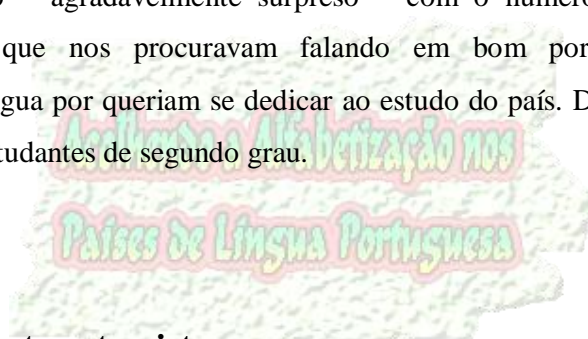 agradavelmente surpreso com o número
que nos procuravam falando em bom por
gua por queriam se dedicar ao estudo do país. D
tudantes de segundo grau.
Acolhendo a Alfabetização nos
Países de Língua Portuguesa